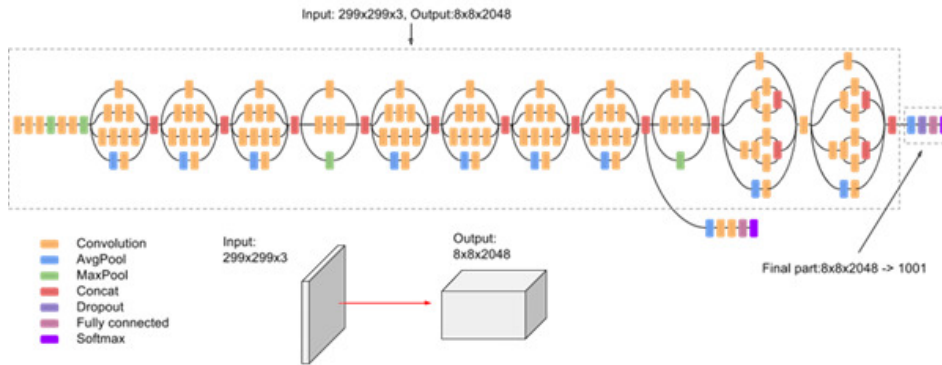 Input: 299x299x3, Output:8x8x2048
Convolution
AvgPool
MaxPool
Concat
Dropout
Fully connected
Softmax
Input:
299x299x3
Output:
8x8x2048
Final part:8x8x2048 -> 1001